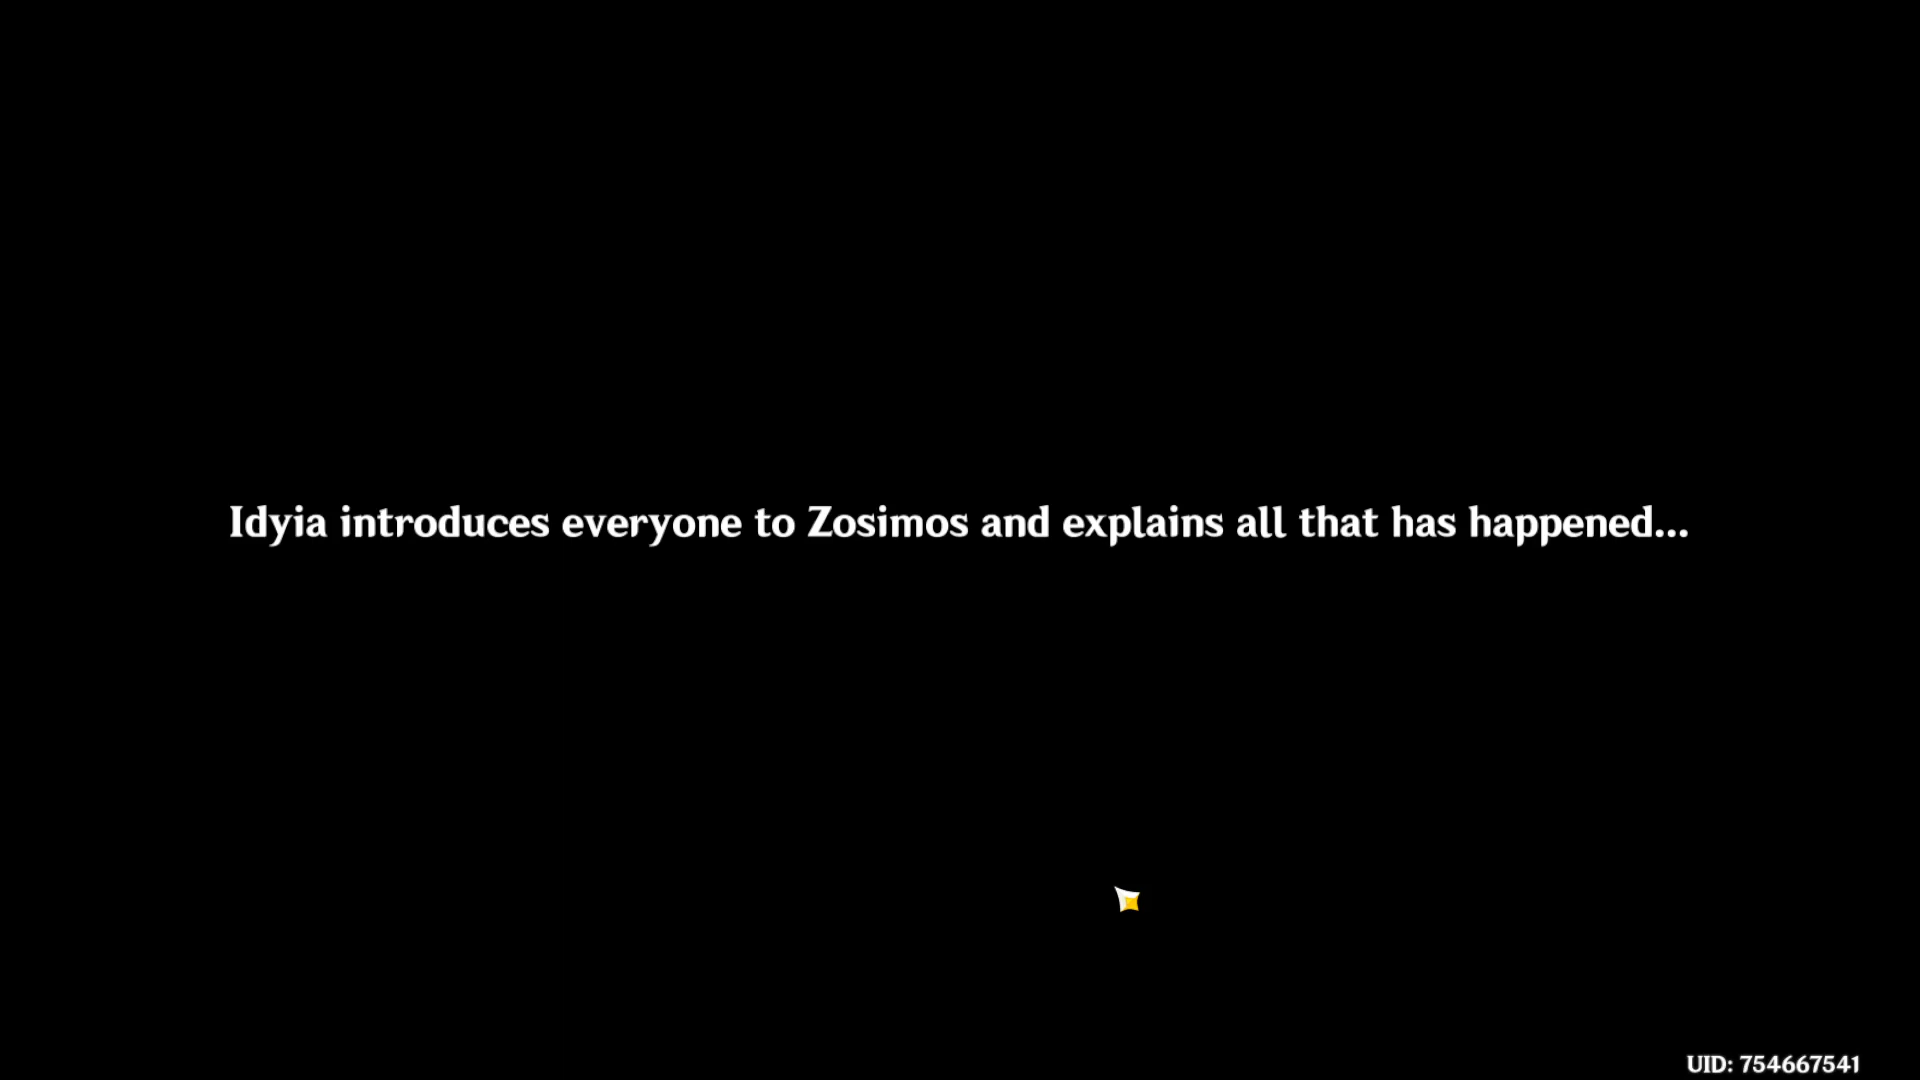 Idyia introduces everyone to Zosimos and explains all that has happened...
UID: 754667541